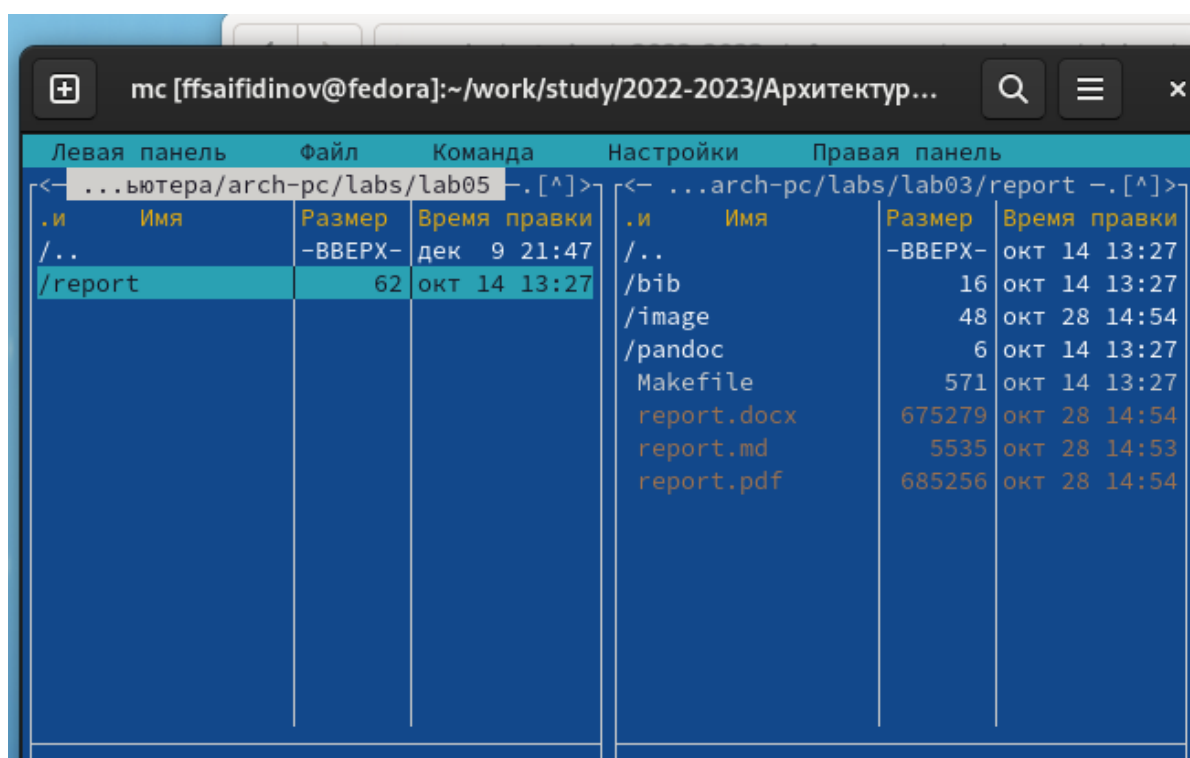 mc [ffsaifidinov@fedora]:~/work/study/2022-2023/Архитектур...
Левая панель Файл Команда Настройки Правая панель
<— ...ьютера/arch-pc/labs/lab05 —.[^]>
.и Имя Размер Время правки
/.. -ВВЕРХ- дек 9 21:47
/report 62 окт 14 13:27
<— ...arch-pc/labs/lab03/report —.[^]>
.и Имя Размер Время правки
/.. -ВВЕРХ- окт 14 13:27
/bib 16 окт 14 13:27
/image 48 окт 28 14:54
/pandoc 6 окт 14 13:27
Makefile 571 окт 14 13:27
report.docx 675279 окт 28 14:54
report.md 5535 окт 28 14:53
report.pdf 685256 окт 28 14:54